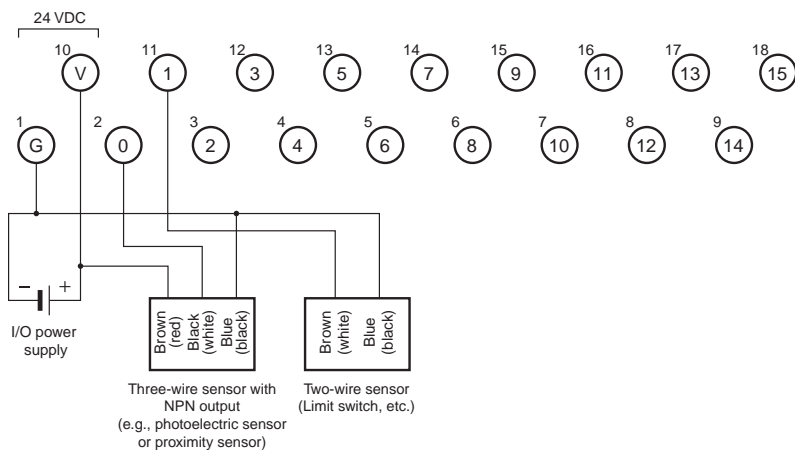 24 VDC
10 11 12 13 14 15 16 17 18
V 1 3 5 7 9 11 13 15
1 2 3 4 5 6 7 8 9
G 0 2 4 6 8 10 12 14
− +
I/O power
supply
Brown
(red)
Black
(white)
Blue
(black)
Brown
(white)
Blue
(black)
Three-wire sensor with
NPN output
(e.g., photoelectric sensor
or proximity sensor)
Two-wire sensor
(Limit switch, etc.)